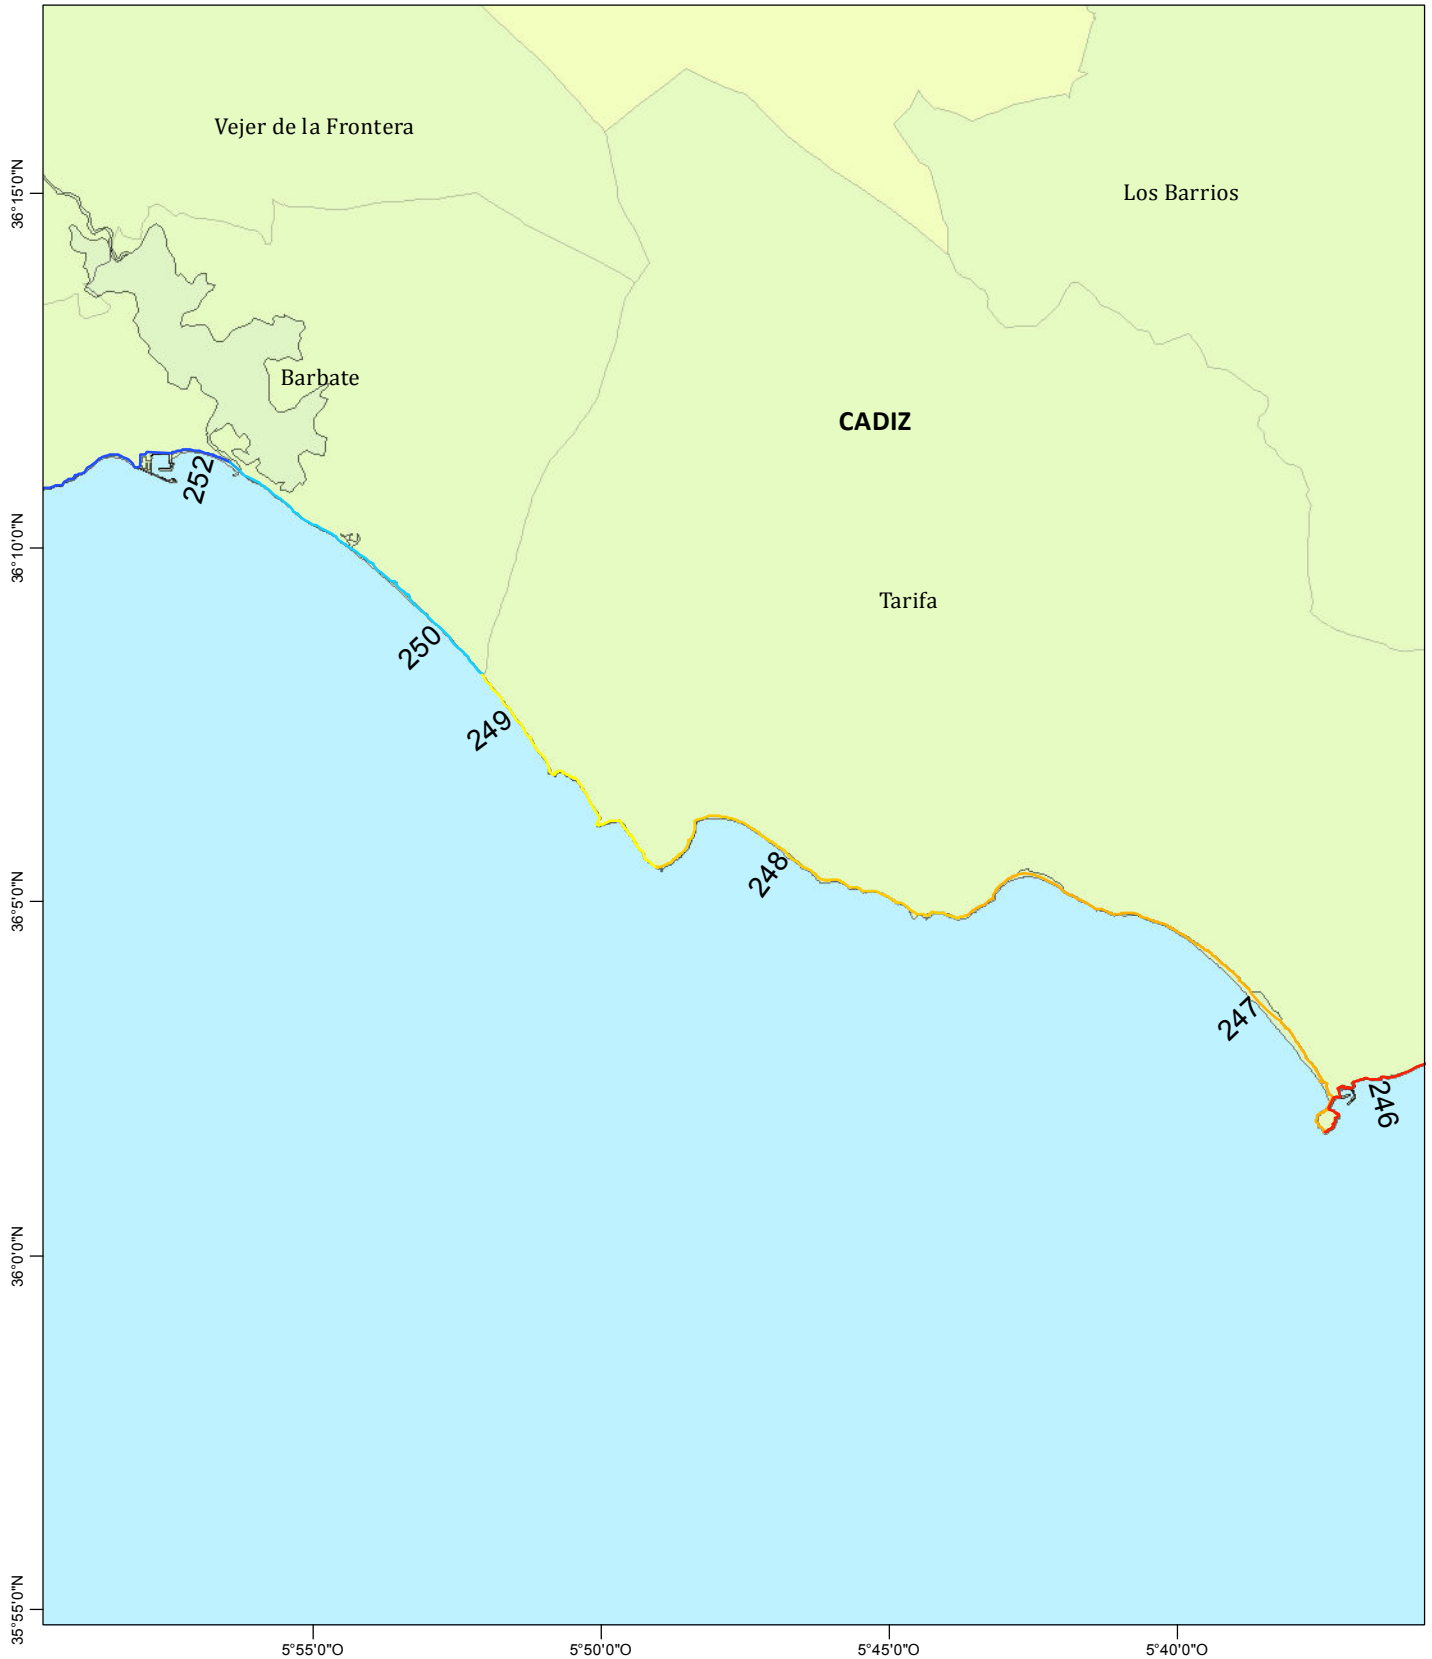 Vejer de la Frontera
36°15'0"N
Los Barrios
Barbate
CADIZ
252
36°10'0"N
Tarifa
250
249
248
36°5'0"N
247
246
36°0'0"N
35°55'0"N
5°55'0"O
5°50'0"O
5°45'0"O
5°40'0"O